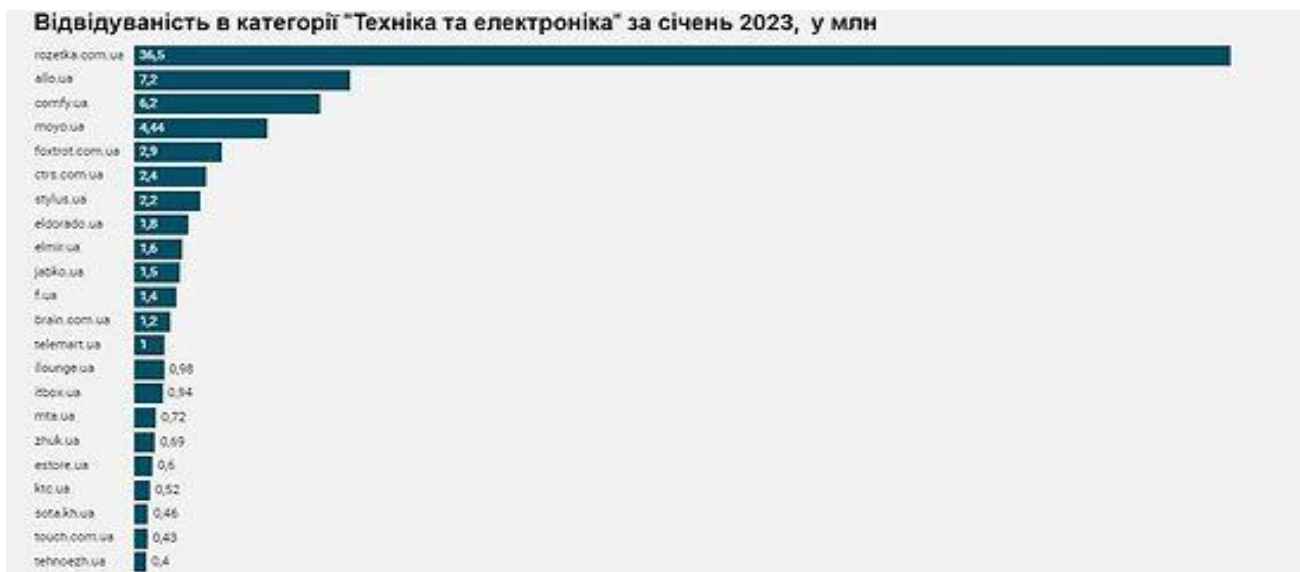 Відвідуваність в категорії "Техніка та електроніка" за січень 2023, у млн
rozetka.com.ua 36,5
allo.ua 7,2
comfy.ua 6,2
moyo.ua 4,44
foxtrot.com.ua 2,9
ctrs.com.ua 2,4
stylus.ua 2,2
eldorado.ua 1,8
elmir.ua 1,6
jabko.ua 1,5
f.ua 1,4
brain.com.ua 1,2
telemart.ua 1
ilounge.ua 0,98
itbox.ua 0,94
mta.ua 0,72
zhuk.ua 0,69
estore.ua 0,6
ktc.ua 0,52
sota.kh.ua 0,46
touch.com.ua 0,43
tehnoezh.ua 0,4